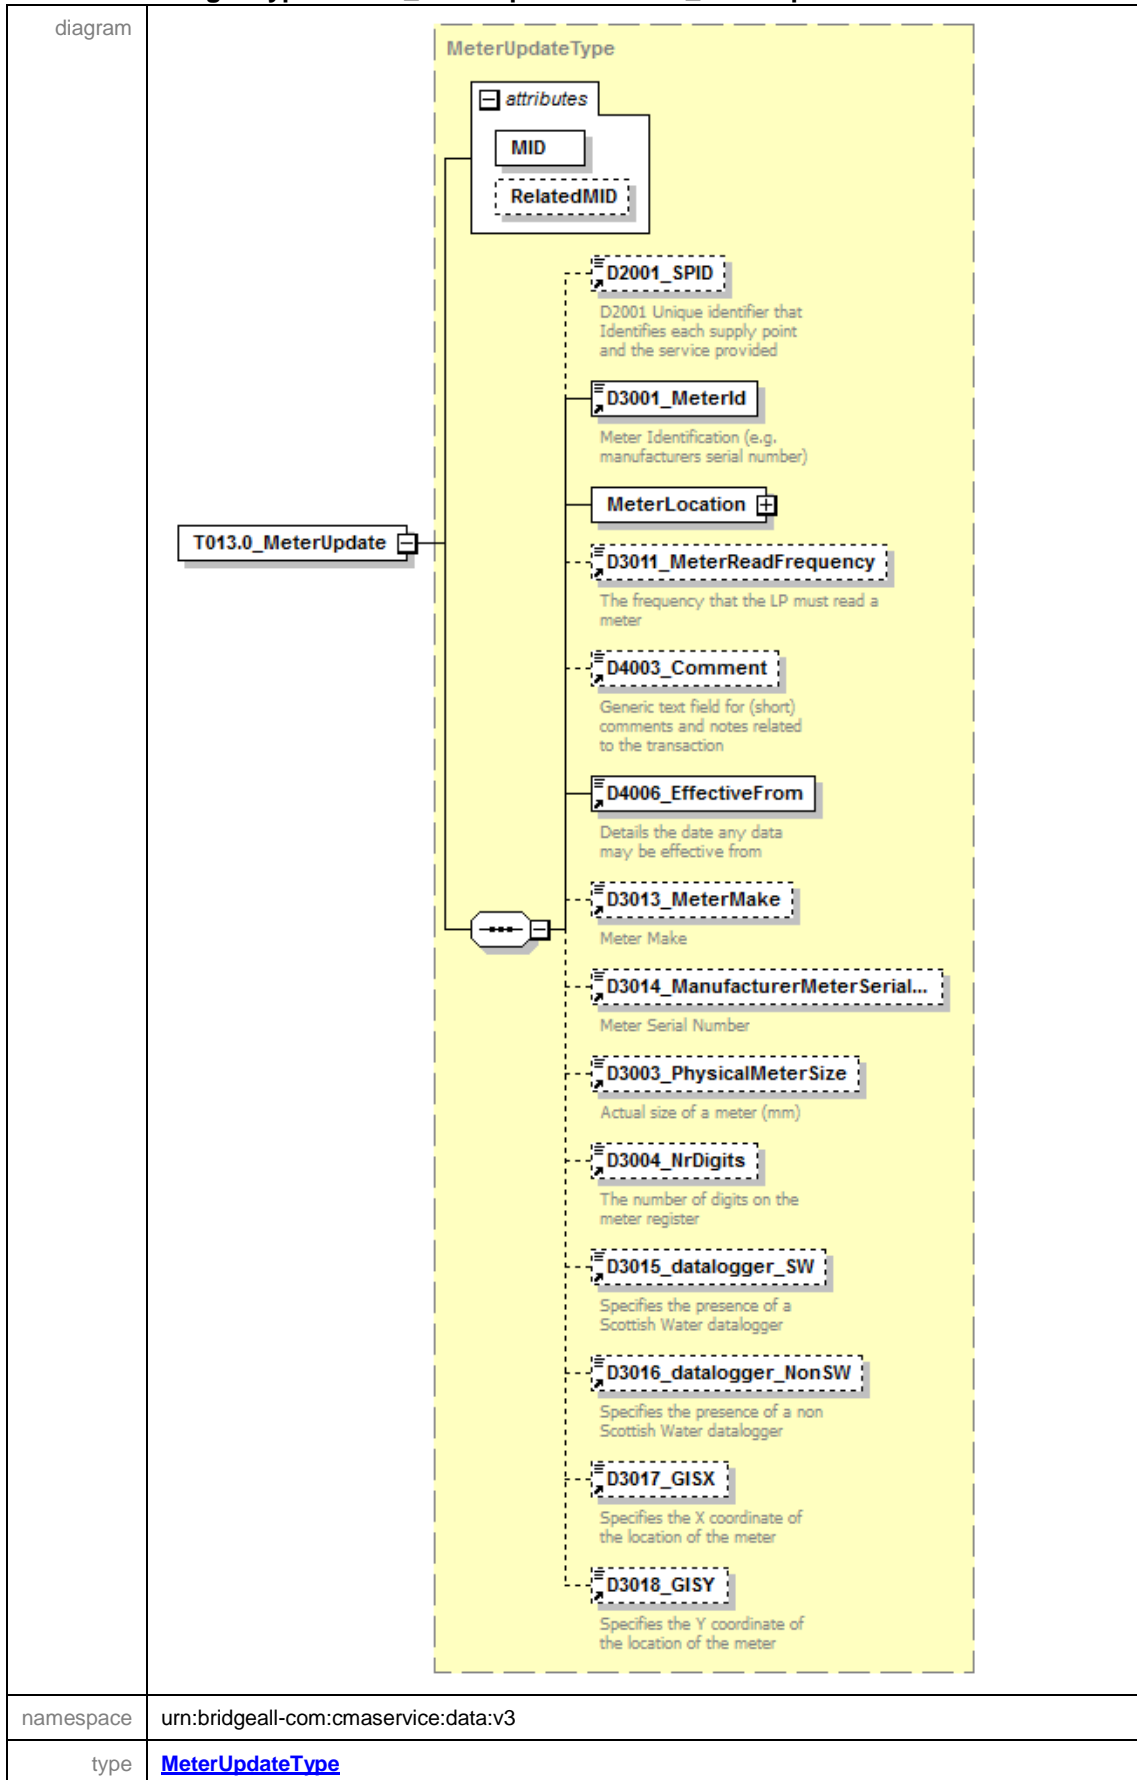 diagram
MeterUpdateType
attributes
MID
RelatedMID
D2001_SPID
D2001 Unique identifier that
Identifies each supply point
and the service provided
D3001_MeterId
Meter Identification (e.g.
manufacturers serial number)
MeterLocation
T013.0_MeterUpdate
D3011_MeterReadFrequency
The frequency that the LP must read a
meter
D4003_Comment
Generic text field for (short)
comments and notes related
to the transaction
D4006_EffectiveFrom
Details the date any data
may be effective from
D3013_MeterMake
Meter Make
D3014_ManufacturerMeterSerial...
Meter Serial Number
D3003_PhysicalMeterSize
Actual size of a meter (mm)
D3004_NrDigits
The number of digits on the
meter register
D3015_datalogger_SW
Specifies the presence of a
Scottish Water datalogger
D3016_datalogger_NonSW
Specifies the presence of a non
Scottish Water datalogger
D3017_GISX
Specifies the X coordinate of
the location of the meter
D3018_GISY
Specifies the Y coordinate of
the location of the meter
namespace urn:bridgeall-com:cmaservice:data:v3
type MeterUpdateType